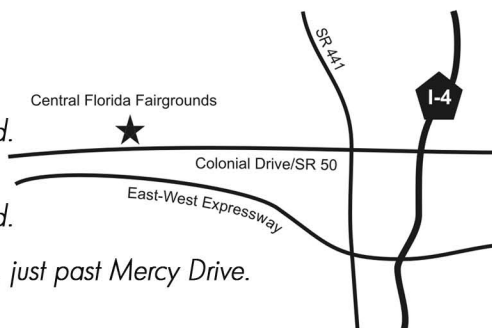 SR 441
I-4
Central Florida Fairgrounds
d.
Colonial Drive/SR 50
East-West Expressway
d.
just past Mercy Drive.